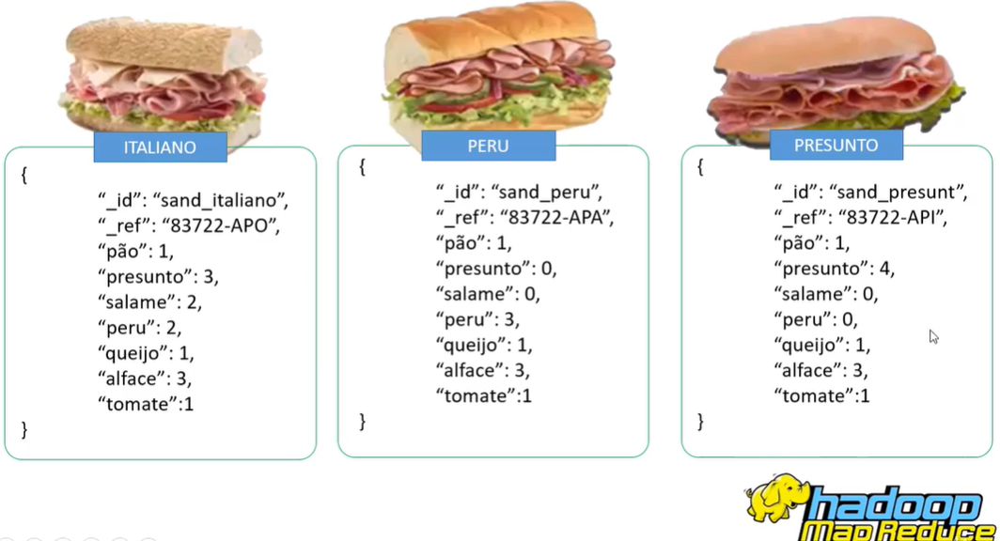 ITALIANO
{
“_id”: “sand_italiano”,
“_ref”: “83722-APO”,
“pão”: 1,
“presunto”: 3,
“salame”: 2,
“peru”: 2,
“queijo”: 1,
“alface”: 3,
“tomate”:1
}
PERU
{
“_id”: “sand_peru”,
“_ref”: “83722-APA”,
“pão”: 1,
“presunto”: 0,
“salame”: 0,
“peru”: 3,
“queijo”: 1,
“alface”: 3,
“tomate”:1
}
PRESUNTO
{
“_id”: “sand_presunt”,
“_ref”: “83722-API”,
“pão”: 1,
“presunto”: 4,
“salame”: 0,
“peru”: 0,
“queijo”: 1,
“alface”: 3,
“tomate”:1
}
hadoop
Map Reduce